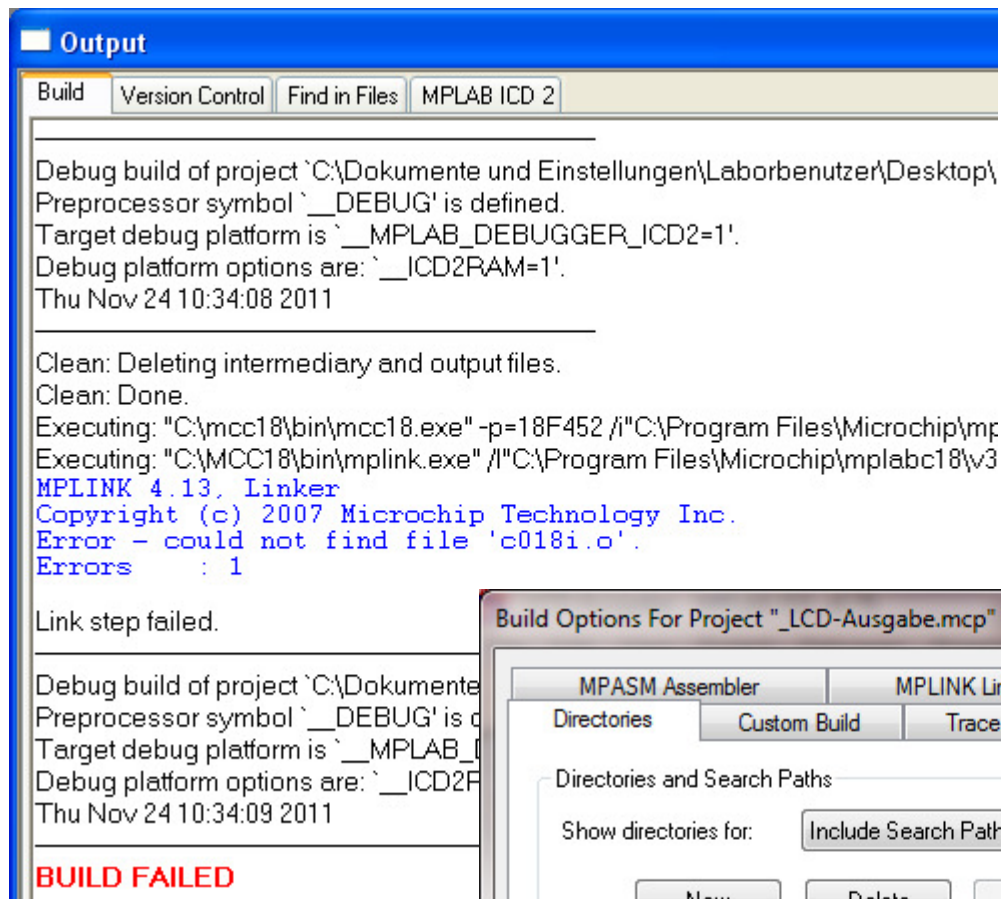 Output
Build Version Control Find in Files MPLAB ICD 2
Debug build of project `C:\Dokumente und Einstellungen\Laborbenutzer\Desktop\
Preprocessor symbol `__DEBUG' is defined.
Target debug platform is `__MPLAB_DEBUGGER_ICD2=1'.
Debug platform options are: `__ICD2RAM=1'.
Thu Nov 24 10:34:08 2011
Clean: Deleting intermediary and output files.
Clean: Done.
Executing: "C:\mcc18\bin\mcc18.exe" -p=18F452 /i"C:\Program Files\Microchip\mp
Executing: "C:\MCC18\bin\mplink.exe" /l"C:\Program Files\Microchip\mplabc18\v3
MPLINK 4.13, Linker
Copyright (c) 2007 Microchip Technology Inc.
Error - could not find file 'c018i.o'.
Errors    : 1
Link step failed.
Debug build of project `C:\Dokumente
Preprocessor symbol `__DEBUG' is d
Target debug platform is `__MPLAB_
Debug platform options are: `__ICD2R
Thu Nov 24 10:34:09 2011
BUILD FAILED
Build Options For Project "_LCD-Ausgabe.mcp"
MPASM Assembler MPLINK Lin
Directories Custom Build Trace
Directories and Search Paths
Show directories for: Include Search Path
New Delete